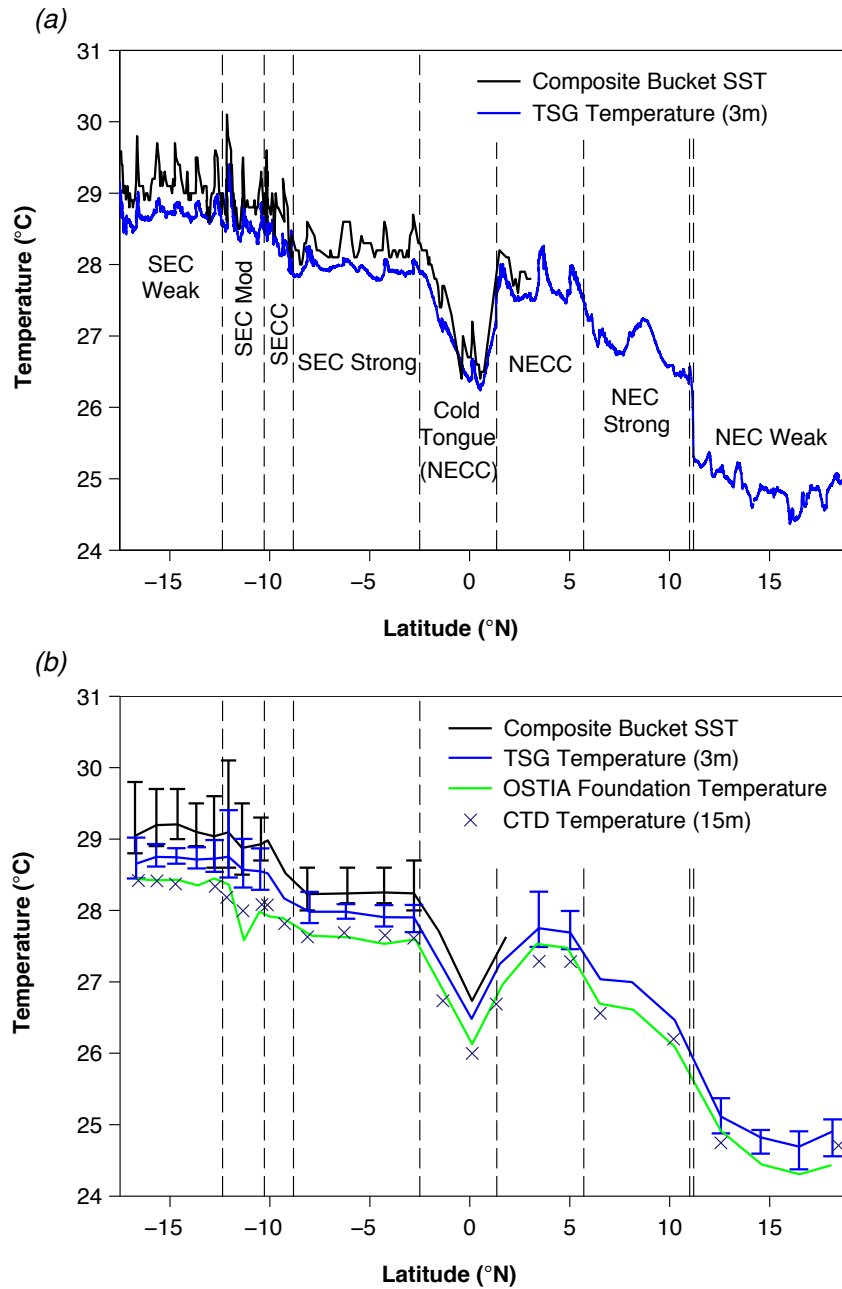 (a)
31
30
29
28
27
26
25
24
Temperature (°C)
Composite Bucket SST
TSG Temperature (3m)
SEC
Weak
SEC Mod
SECC
SEC Strong
Cold
Tongue
(NECC)
NECC
NEC
Strong
NEC Weak
−15 −10 −5 0 5 10 15
Latitude (°N)
(b)
31
30
29
28
27
26
25
24
Temperature (°C)
Composite Bucket SST
TSG Temperature (3m)
OSTIA Foundation Temperature
CTD Temperature (15m)
−15 −10 −5 0 5 10 15
Latitude (°N)